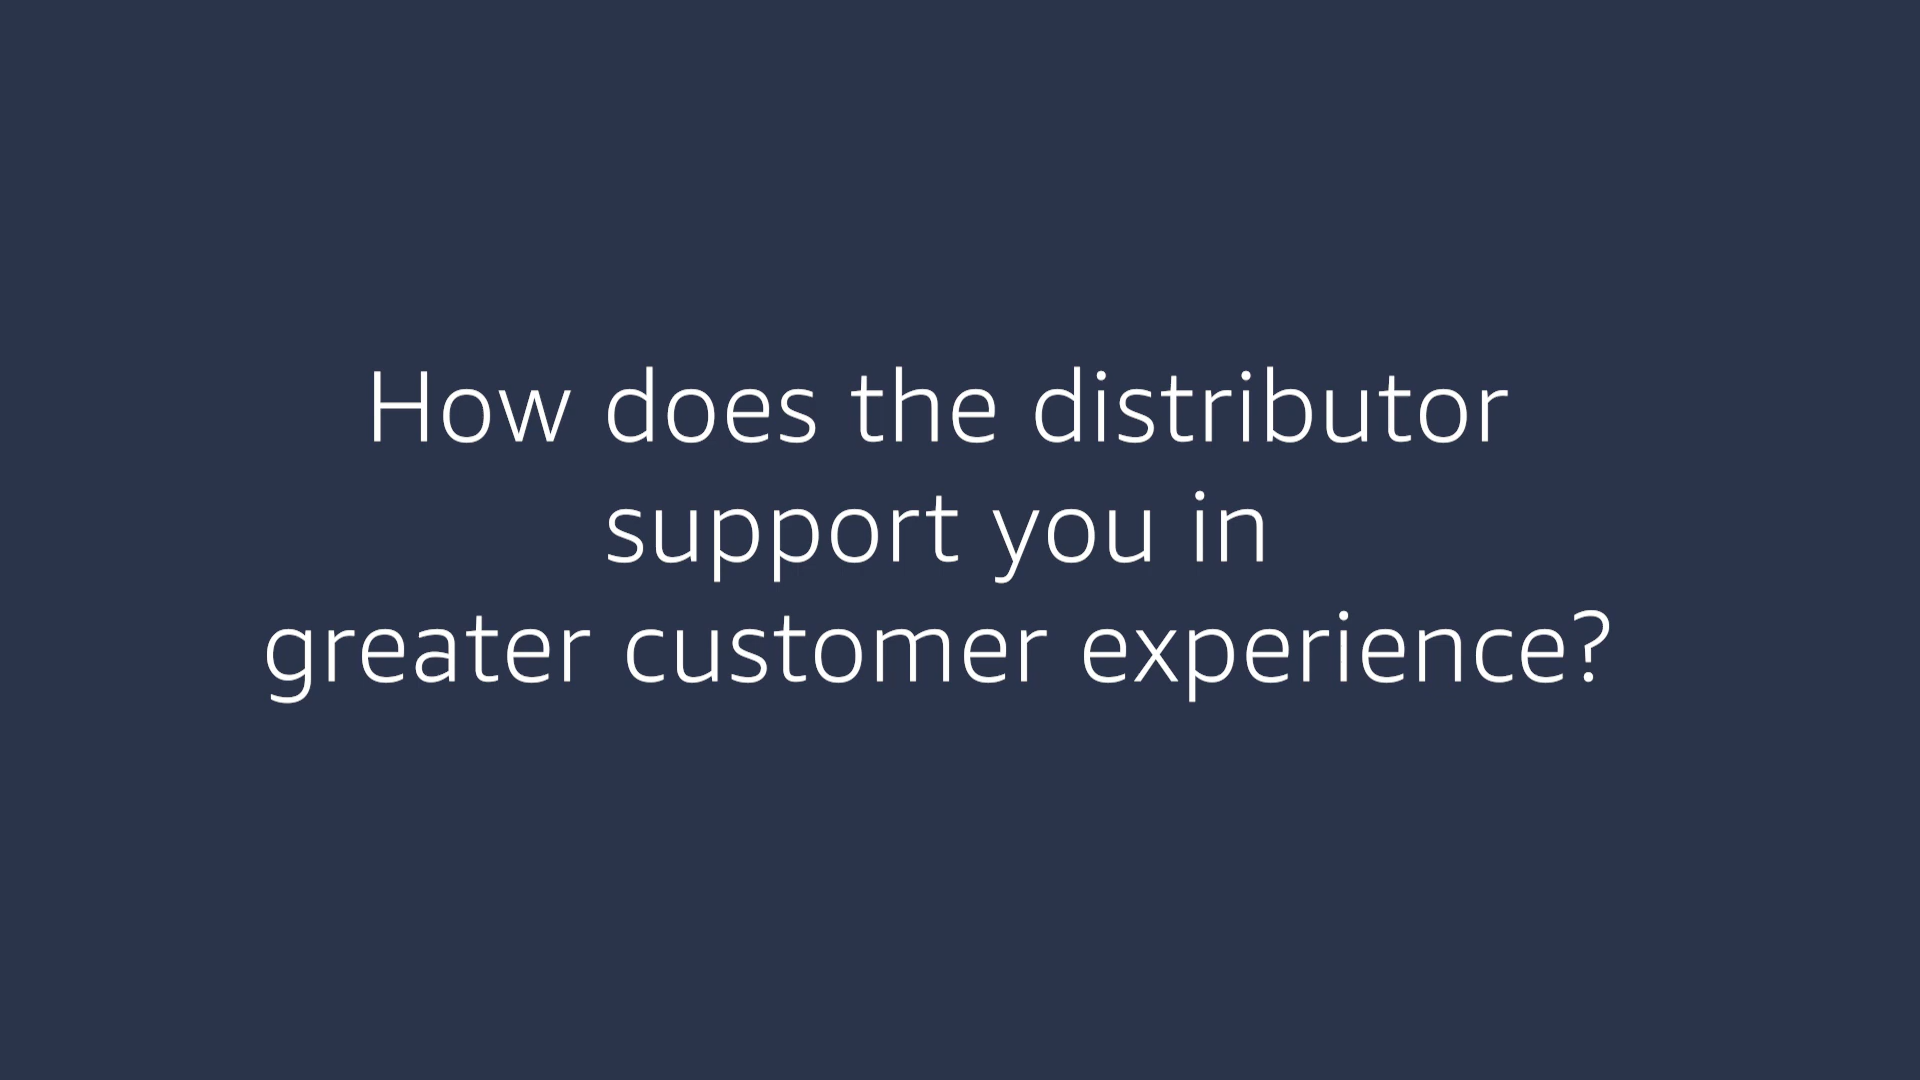 How does the distributor
support you in
greater customer experience?